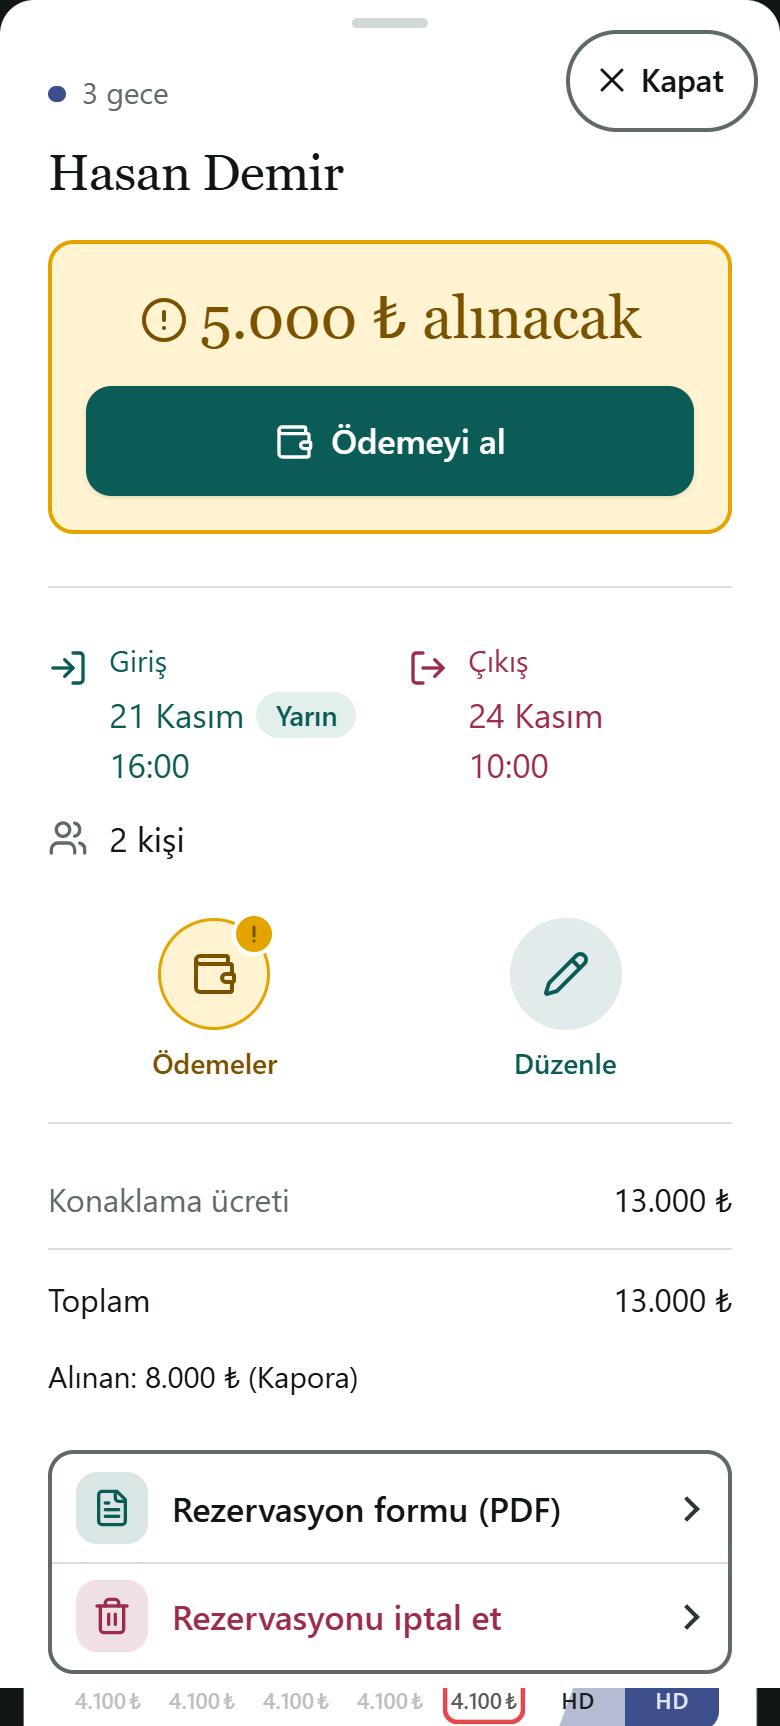 3 gece
Kapat
Hasan Demir
5.000 ₺ alınacak
Ödemeyi al
Giriş
21 Kasım Yarın
16:00
Çıkış
24 Kasım
10:00
2 kişi
Ödemeler
Düzenle
Konaklama ücreti 13.000 ₺
Toplam 13.000 ₺
Alınan: 8.000 ₺ (Kapora)
Rezervasyon formu (PDF)
Rezervasyonu iptal et
4.100 ₺ 4.100 ₺ 4.100 ₺ 4.100 ₺ 4.100 ₺ HD HD